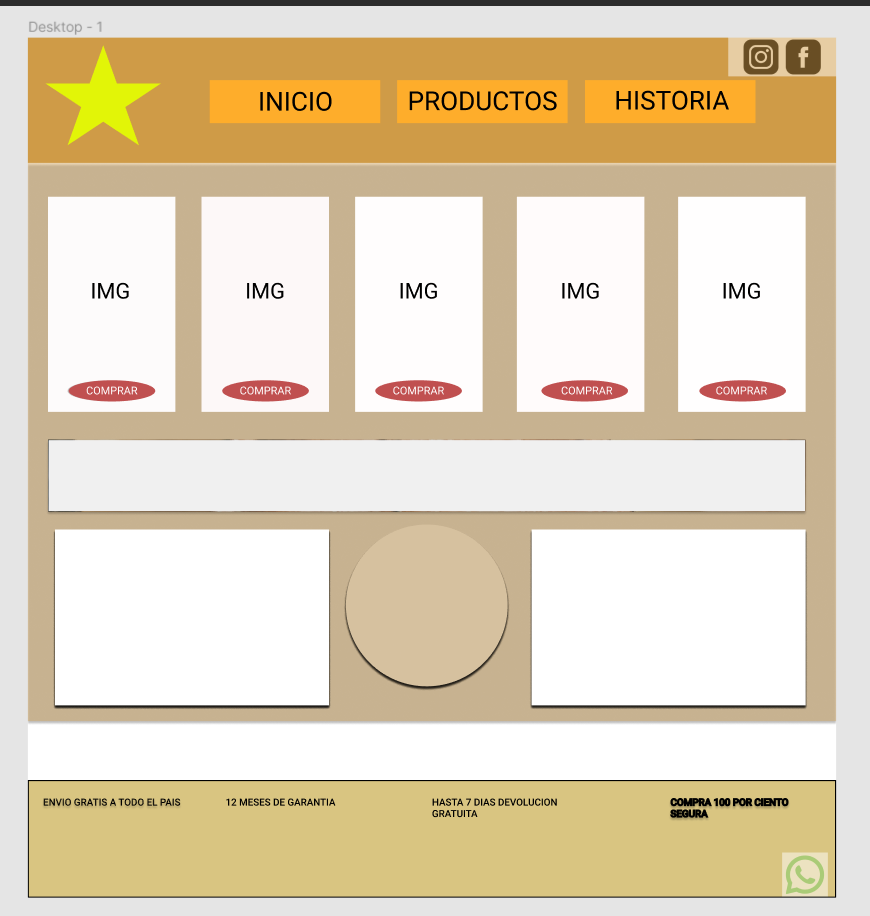 Desktop - 1
INICIO
PRODUCTOS
HISTORIA
IMG
IMG
IMG
IMG
IMG
COMPRAR
COMPRAR
COMPRAR
COMPRAR
COMPRAR
ENVIO GRATIS A TODO EL PAIS
12 MESES DE GARANTIA
HASTA 7 DIAS DEVOLUCION
GRATUITA
COMPRA 100 POR CIENTO
SEGURA